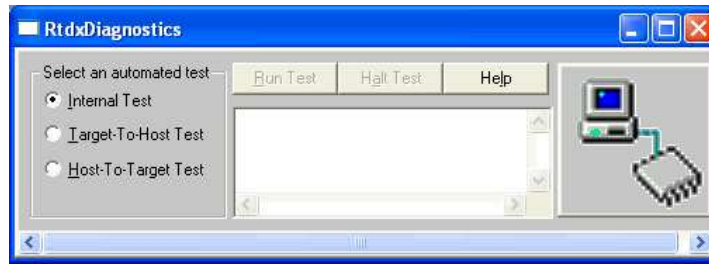 RtdxDiagnostics
Select an automated test
Run Test
Halt Test
Help
Internal Test
Target-To-Host Test
Host-To-Target Test